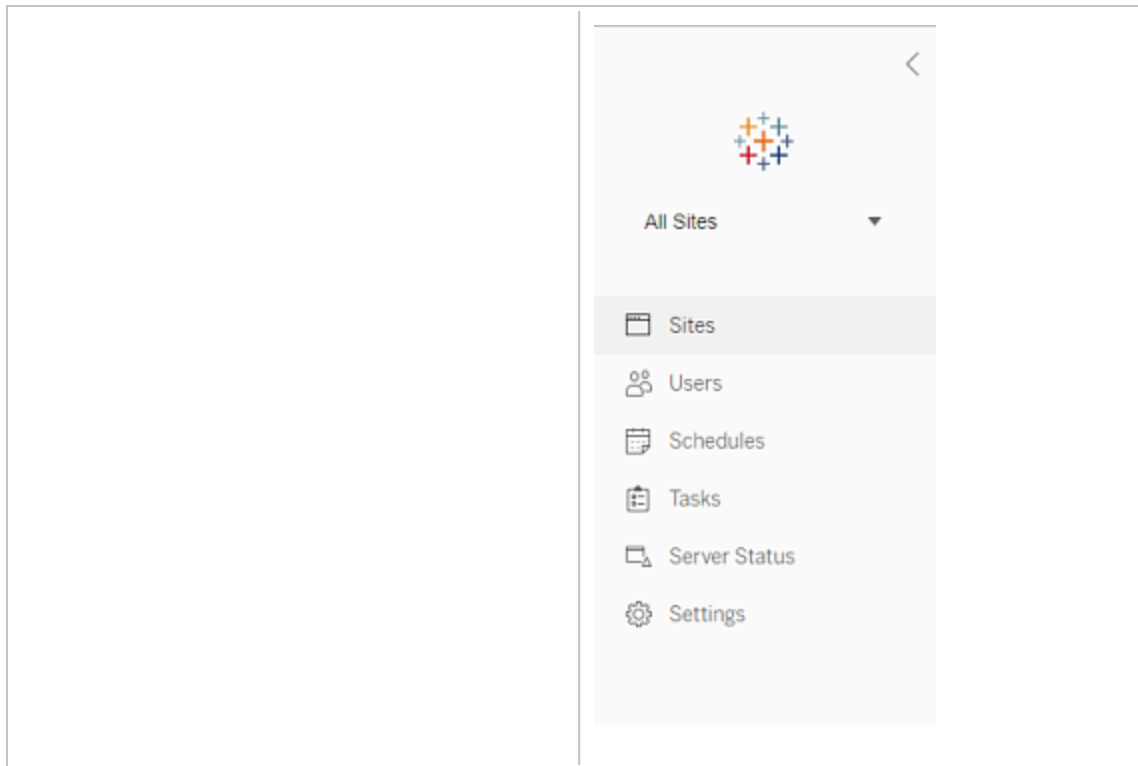 All Sites
Sites
Users
Schedules
Tasks
Server Status
Settings